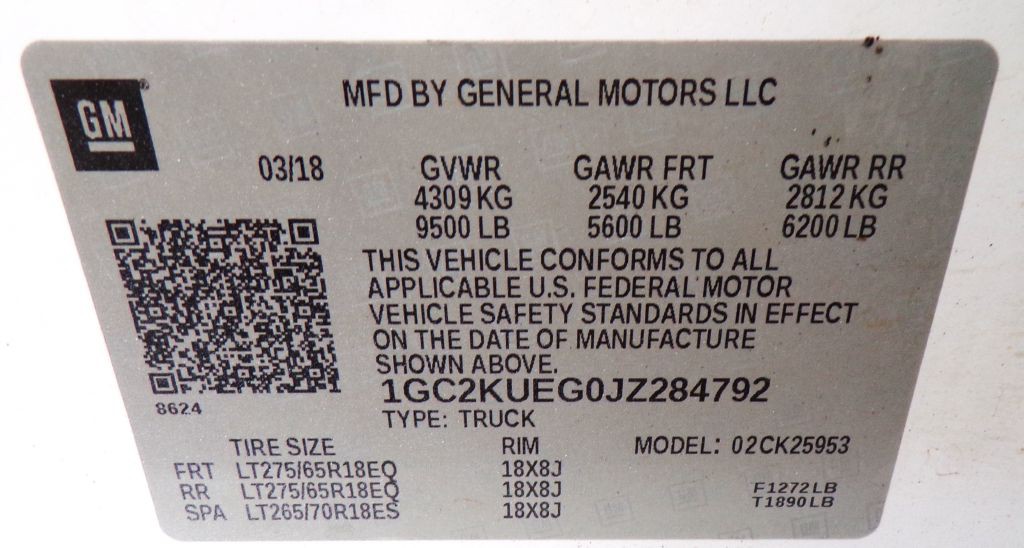 GM
MFD BY GENERAL MOTORS LLC
03/18 GVWR GAWR FRT GAWR RR
4309 KG 2540 KG 2812 KG
9500 LB 5600 LB 6200 LB
THIS VEHICLE CONFORMS TO ALL
APPLICABLE U.S. FEDERAL MOTOR
VEHICLE SAFETY STANDARDS IN EFFECT
ON THE DATE OF MANUFACTURE
SHOWN ABOVE.
1GC2KUEG0JZ284792
8624
TYPE: TRUCK
TIRE SIZE RIM MODEL: 02CK25953
FRT LT275/65R18EQ 18X8J
RR LT275/65R18EQ 18X8J F1272LB
T1890LB
SPA LT265/70R18ES 18X8J